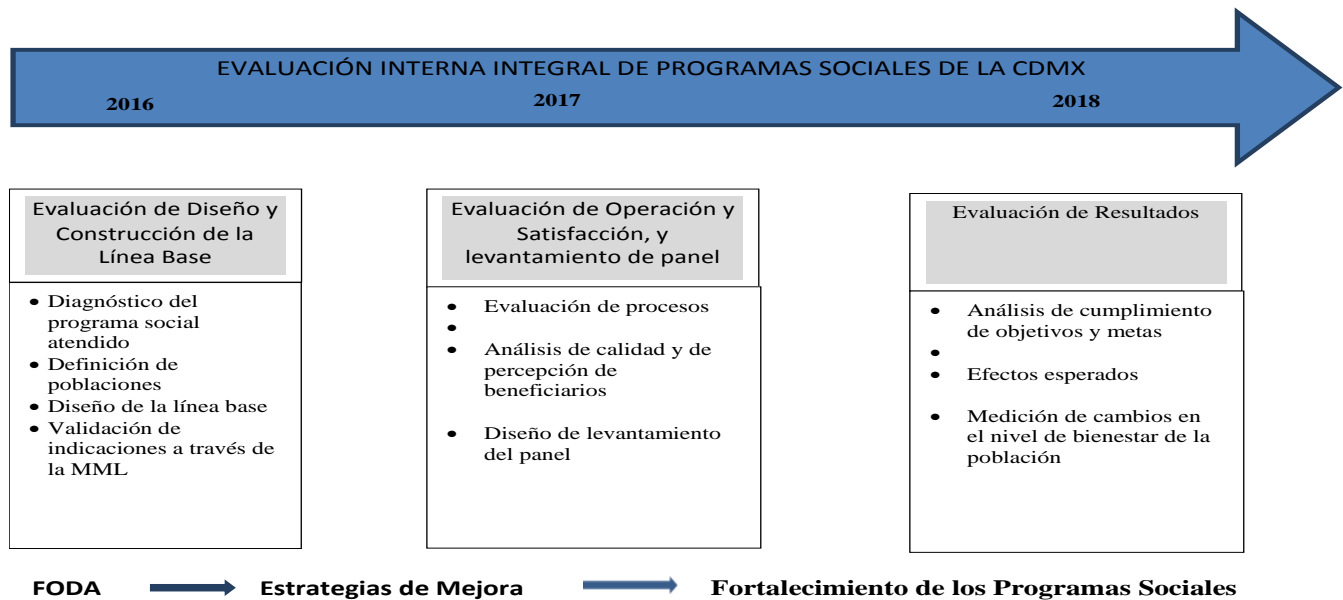 EVALUACIÓN INTERNA INTEGRAL DE PROGRAMAS SOCIALES DE LA CDMX
2016 2017 2018
Evaluación de Diseño y
Construcción de la
Línea Base
• Diagnóstico del
programa social
atendido
• Definición de
poblaciones
• Diseño de la línea base
• Validación de
indicaciones a través de
la MML
Evaluación de Operación y
Satisfacción, y
levantamiento de panel
• Evaluación de procesos
•
• Análisis de calidad y de
percepción de
beneficiarios
• Diseño de levantamiento
del panel
Evaluación de Resultados
• Análisis de cumplimiento
de objetivos y metas
•
• Efectos esperados
• Medición de cambios en
el nivel de bienestar de la
población
FODA Estrategias de Mejora Fortalecimiento de los Programas Sociales